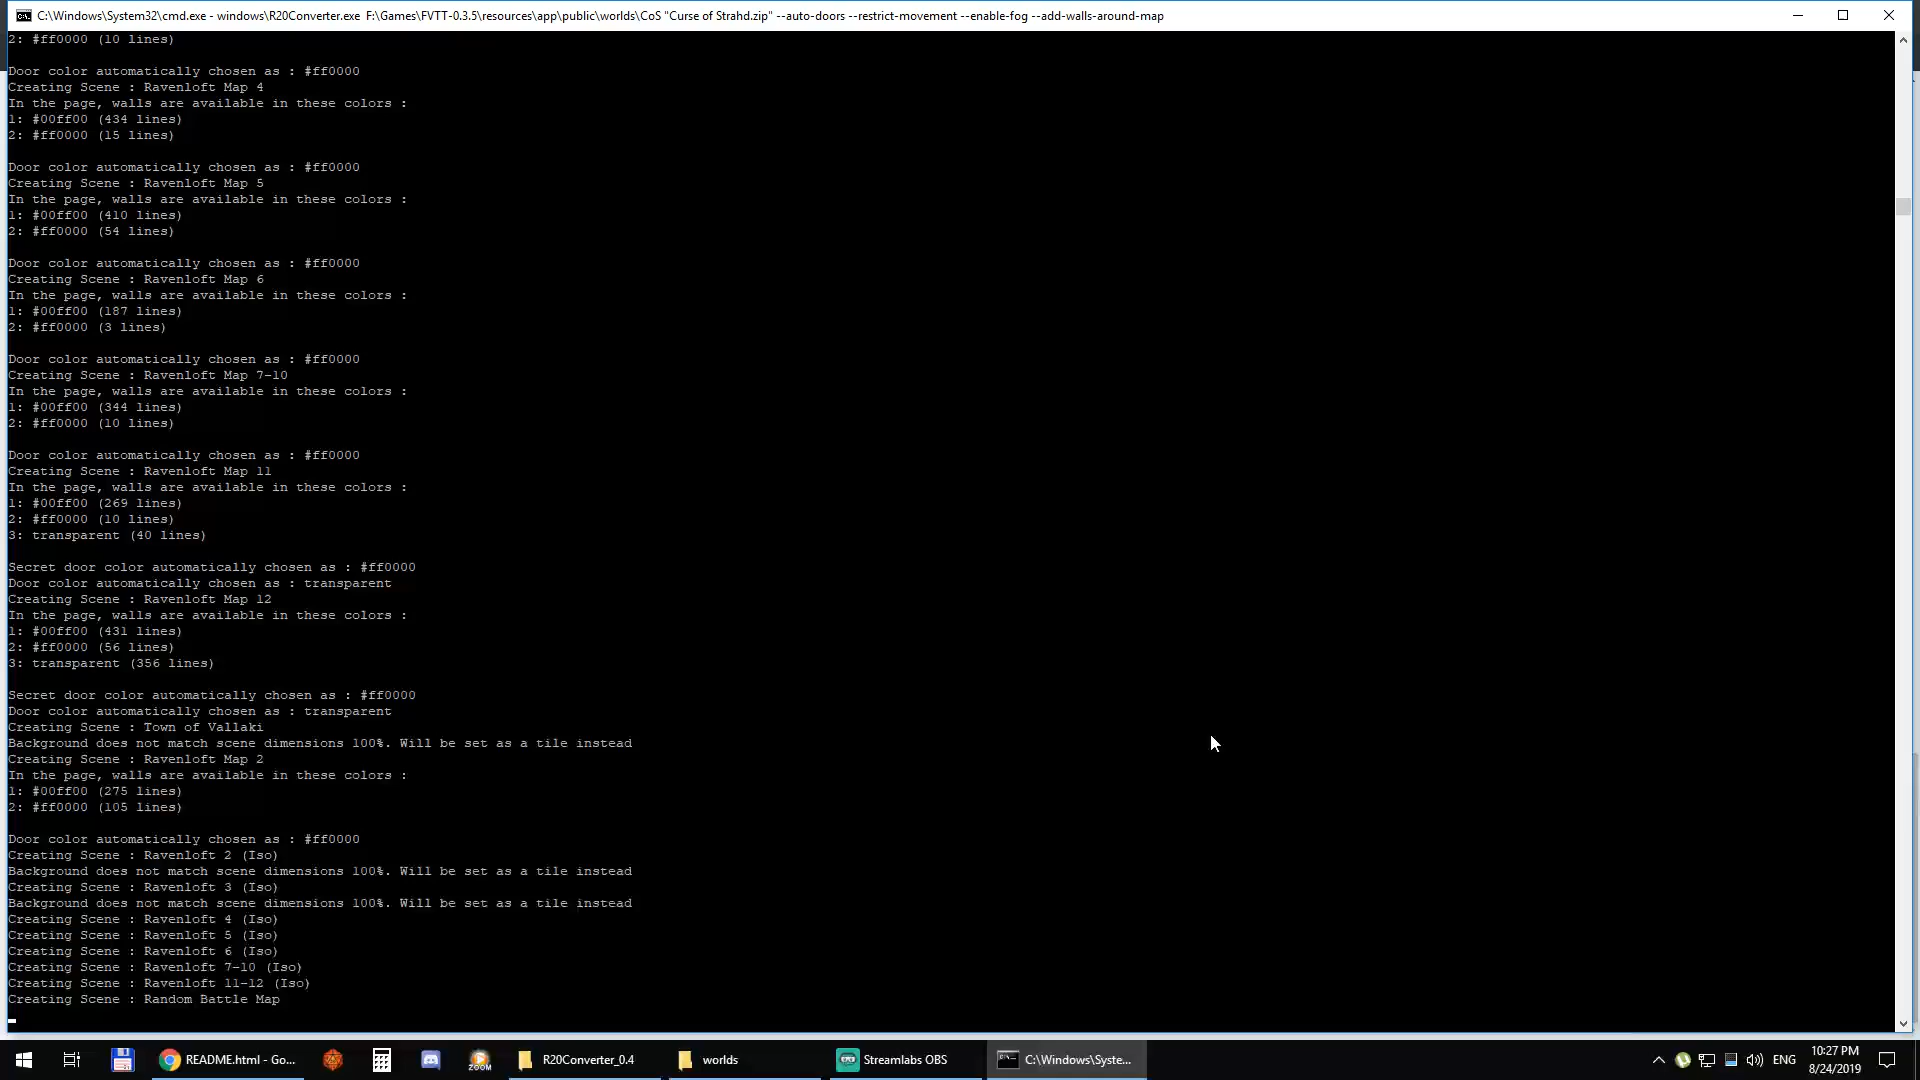 C:\Windows\System32\cmd.exe - windows\R20Converter.exe  F:\Games\FVTT-0.3.5\resources\app\public\worlds\CoS "Curse of Strahd.zip" --auto-doors --restrict-movement --enable-fog --add-walls-around-map
2: #ff0000 (10 lines)
Door color automatically chosen as : #ff0000
Creating Scene : Ravenloft Map 4
In the page, walls are available in these colors :
1: #00ff00 (434 lines)
2: #ff0000 (15 lines)
Door color automatically chosen as : #ff0000
Creating Scene : Ravenloft Map 5
In the page, walls are available in these colors :
1: #00ff00 (410 lines)
2: #ff0000 (54 lines)
Door color automatically chosen as : #ff0000
Creating Scene : Ravenloft Map 6
In the page, walls are available in these colors :
1: #00ff00 (187 lines)
2: #ff0000 (3 lines)
Door color automatically chosen as : #ff0000
Creating Scene : Ravenloft Map 7-10
In the page, walls are available in these colors :
1: #00ff00 (344 lines)
2: #ff0000 (10 lines)
Door color automatically chosen as : #ff0000
Creating Scene : Ravenloft Map 11
In the page, walls are available in these colors :
1: #00ff00 (269 lines)
2: #ff0000 (10 lines)
3: transparent (40 lines)
Secret door color automatically chosen as : #ff0000
Door color automatically chosen as : transparent
Creating Scene : Ravenloft Map 12
In the page, walls are available in these colors :
1: #00ff00 (431 lines)
2: #ff0000 (56 lines)
3: transparent (356 lines)
Secret door color automatically chosen as : #ff0000
Door color automatically chosen as : transparent
Creating Scene : Town of Vallaki
Background does not match scene dimensions 100%. Will be set as a tile instead
Creating Scene : Ravenloft Map 2
In the page, walls are available in these colors :
1: #00ff00 (275 lines)
2: #ff0000 (105 lines)
Door color automatically chosen as : #ff0000
Creating Scene : Ravenloft 2 (Iso)
Background does not match scene dimensions 100%. Will be set as a tile instead
Creating Scene : Ravenloft 3 (Iso)
Background does not match scene dimensions 100%. Will be set as a tile instead
Creating Scene : Ravenloft 4 (Iso)
Creating Scene : Ravenloft 5 (Iso)
Creating Scene : Ravenloft 6 (Iso)
Creating Scene : Ravenloft 7-10 (Iso)
Creating Scene : Ravenloft 11-12 (Iso)
Creating Scene : Random Battle Map
README.html - Go... ZOOM R20Converter_0.4 worlds Streamlabs OBS C:\Windows\Syste... ENG 10:27 PM
8/24/2019